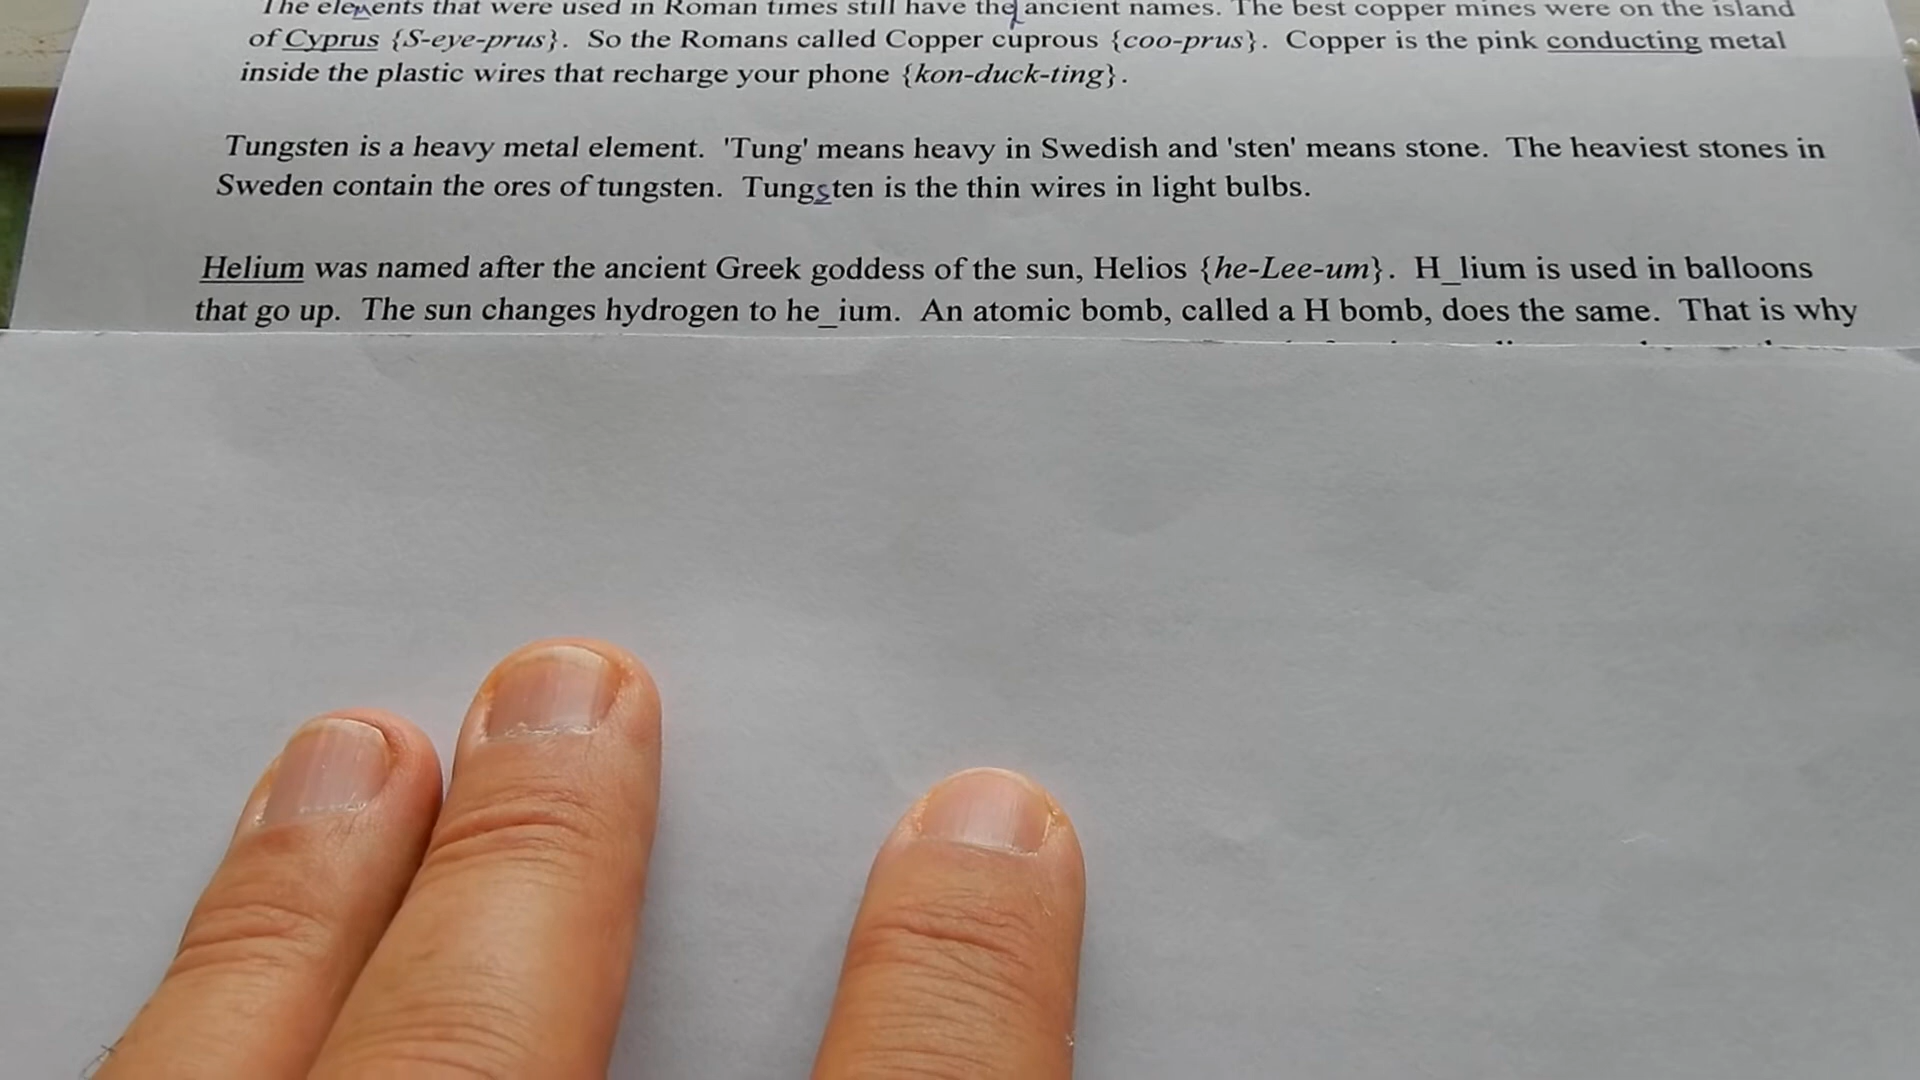 The elements that were used in Roman times still have the ancient names. The best copper mines were on the island
of Cyprus {S-eye-prus}. So the Romans called Copper cuprous {coo-prus}. Copper is the pink conducting metal
inside the plastic wires that recharge your phone {kon-duck-ting}.
Tungsten is a heavy metal element. 'Tung' means heavy in Swedish and 'sten' means stone. The heaviest stones in
Sweden contain the ores of tungsten. Tungsten is the thin wires in light bulbs.
Helium was named after the ancient Greek goddess of the sun, Helios {he-Lee-um}. H_lium is used in balloons
that go up. The sun changes hydrogen to he_ium. An atomic bomb, called a H bomb, does the same. That is why